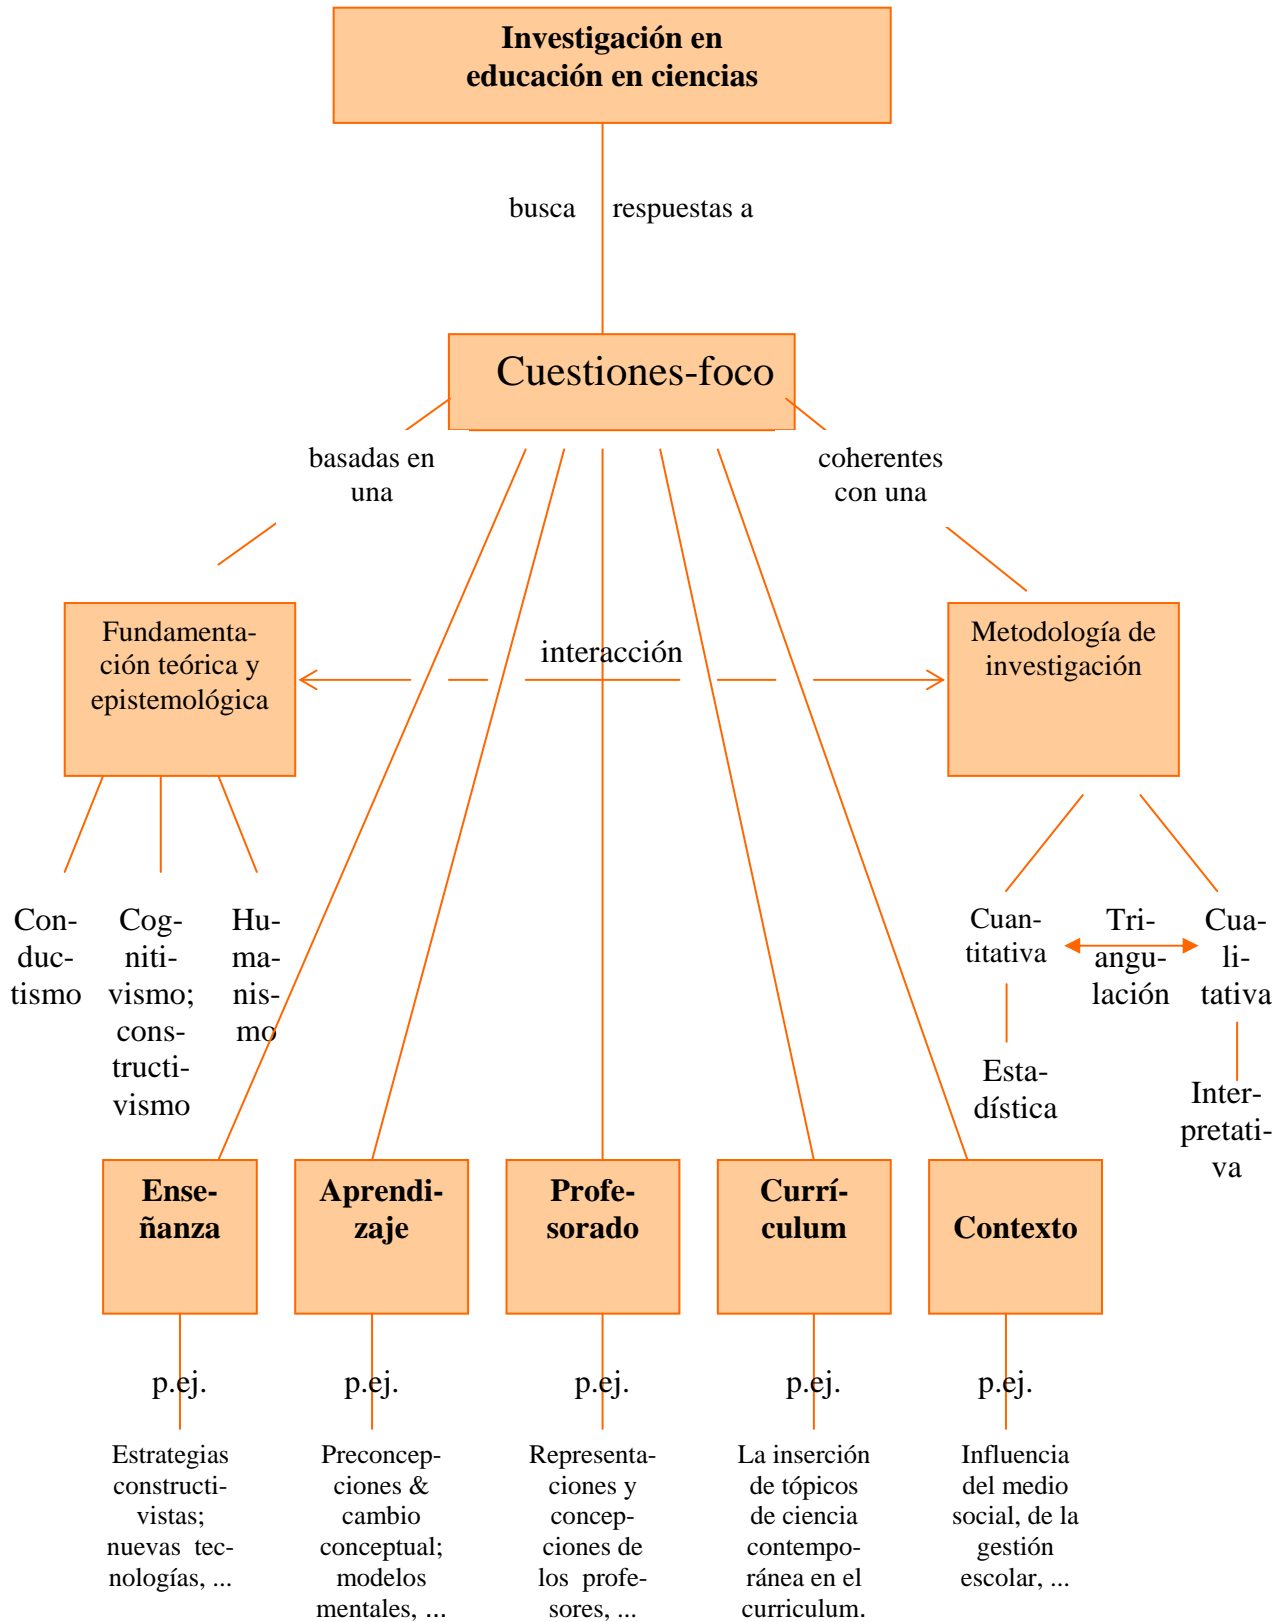 Investigación en
educación en ciencias
busca respuestas a
Cuestiones-foco
basadas en
una
coherentes
con una
Fundamenta-
ción teórica y
epistemológica
interacción
Metodología de
investigación
Con-
duc-
tismo
Cog-
niti-
vismo;
cons-
tructi-
vismo
Hu-
ma-
nis-
mo
Cuan-
titativa
Tri-
angu-
lación
Cua-
li-
tativa
Esta-
dística
Inter-
pretati-
va
Ense-
ñanza
Aprendi-
zaje
Profe-
sorado
Currí-
culum
Contexto
p.ej.
p.ej.
p.ej.
p.ej.
p.ej.
Estrategias
constructi-
vistas;
nuevas tec-
nologías, ...
Preconcep-
ciones &
cambio
conceptual;
modelos
mentales, ...
Representa-
ciones y
concep-
ciones de
los profe-
sores, ...
La inserción
de tópicos
de ciencia
contempo-
ránea en el
curriculum.
Influencia
del medio
social, de la
gestión
escolar, ...